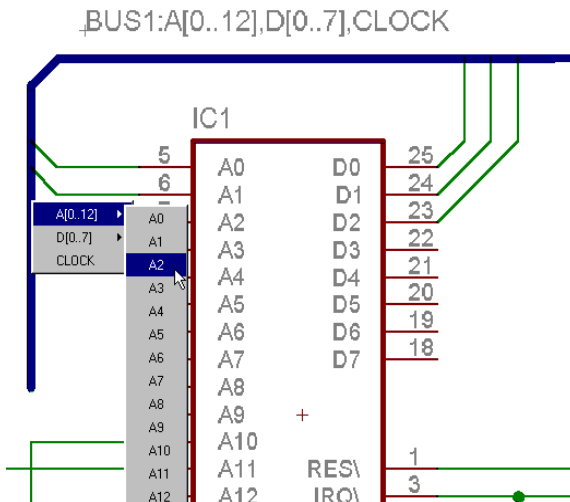 BUS1:A[0..12],D[0..7],CLOCK
IC1
5 A0 D0 25
6 A1 D1 24
A2 D2 23
A3 D3 22
A4 D4 21
A5 D5 20
A6 D6 19
A7 D7 18
A8
A9
A10
A11 RES\ 1
A12 IRQ\ 3
A[0..12]
D[0..7]
CLOCK
A0
A1
A2
A3
A4
A5
A6
A7
A8
A9
A10
A11
A12